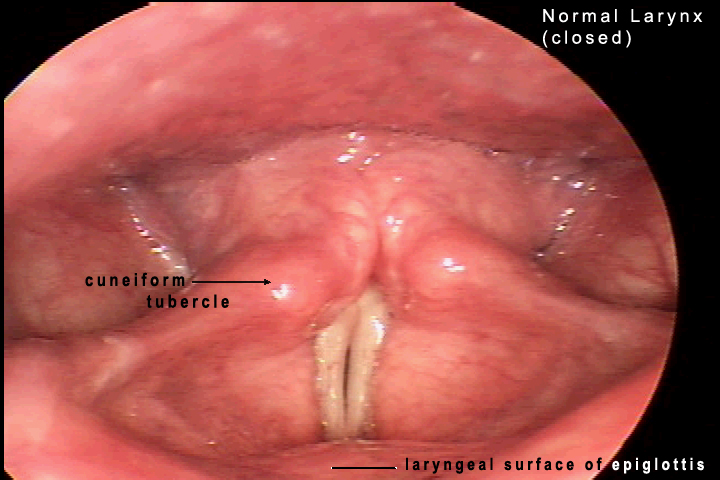 Normal Larynx
(closed)
cuneiform
tubercle
laryngeal surface of epiglottis